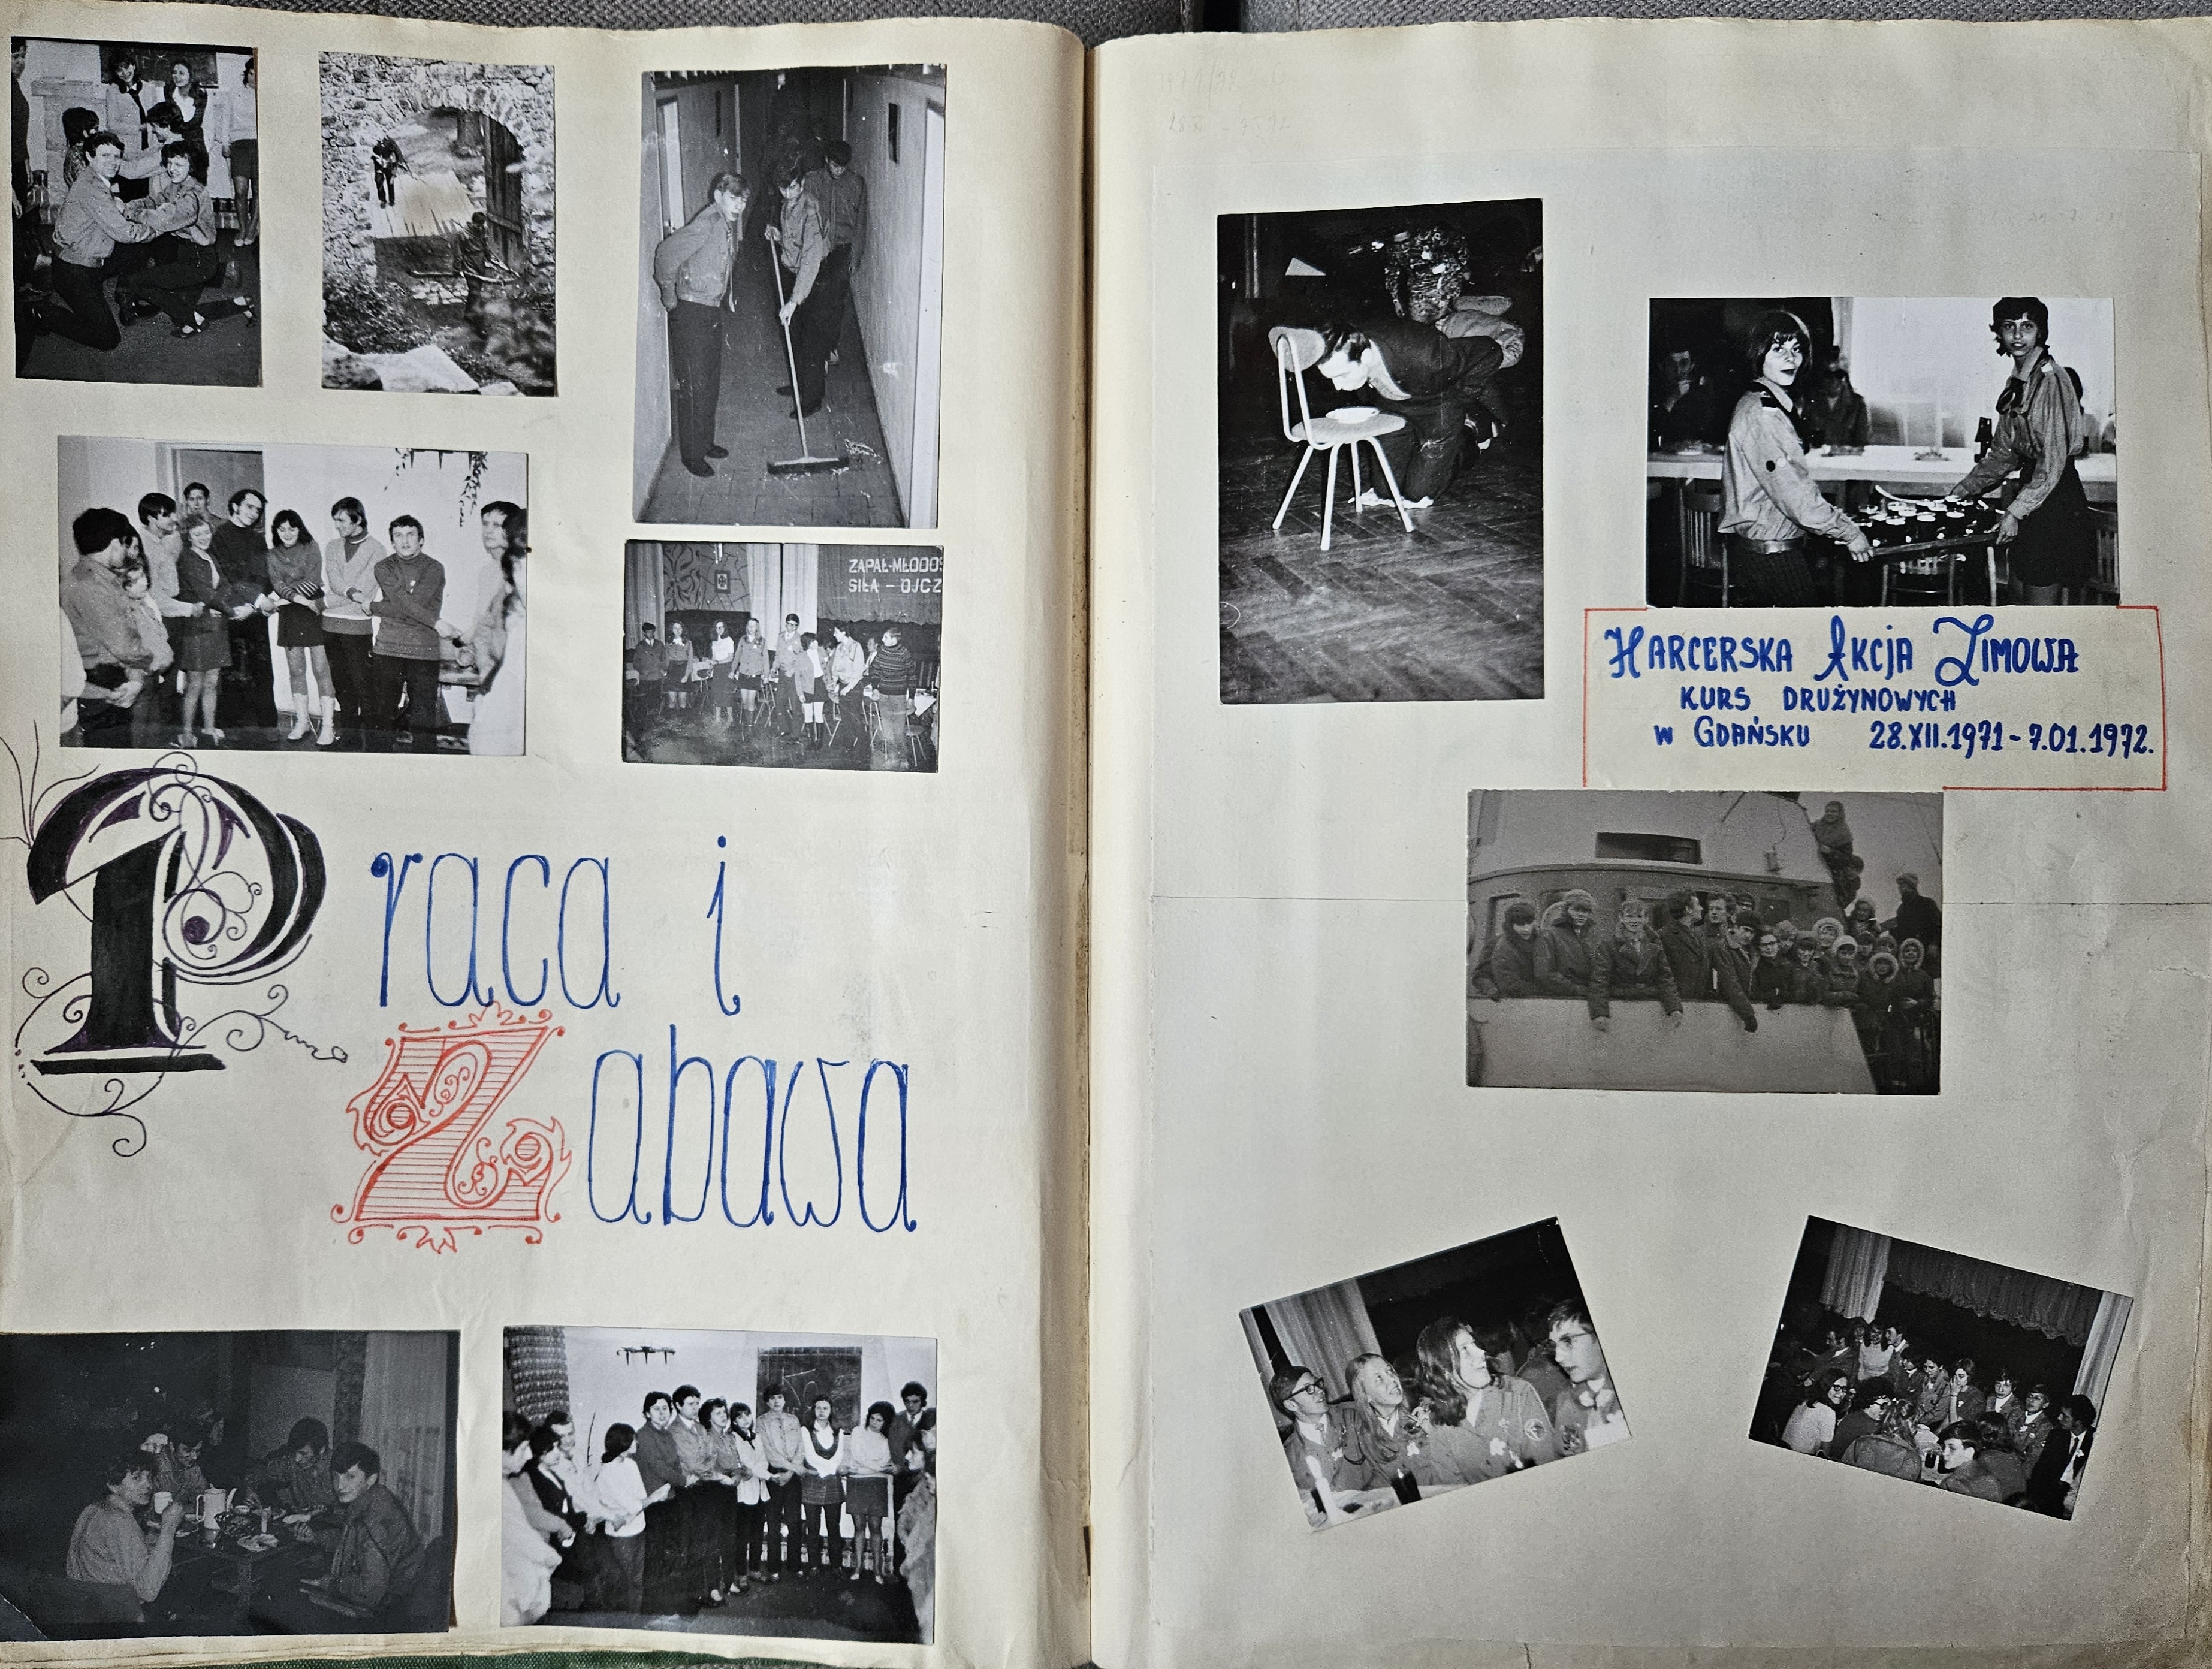 ZAPAŁ-MŁODOŚ
SIŁA - OJCZ
Praca i
Zabawa
HARCERSKA AKCJA ZIMOWA
KURS DRUŻYNOWYCH
W GDAŃSKU 28.XII.1971-7.01.1972.